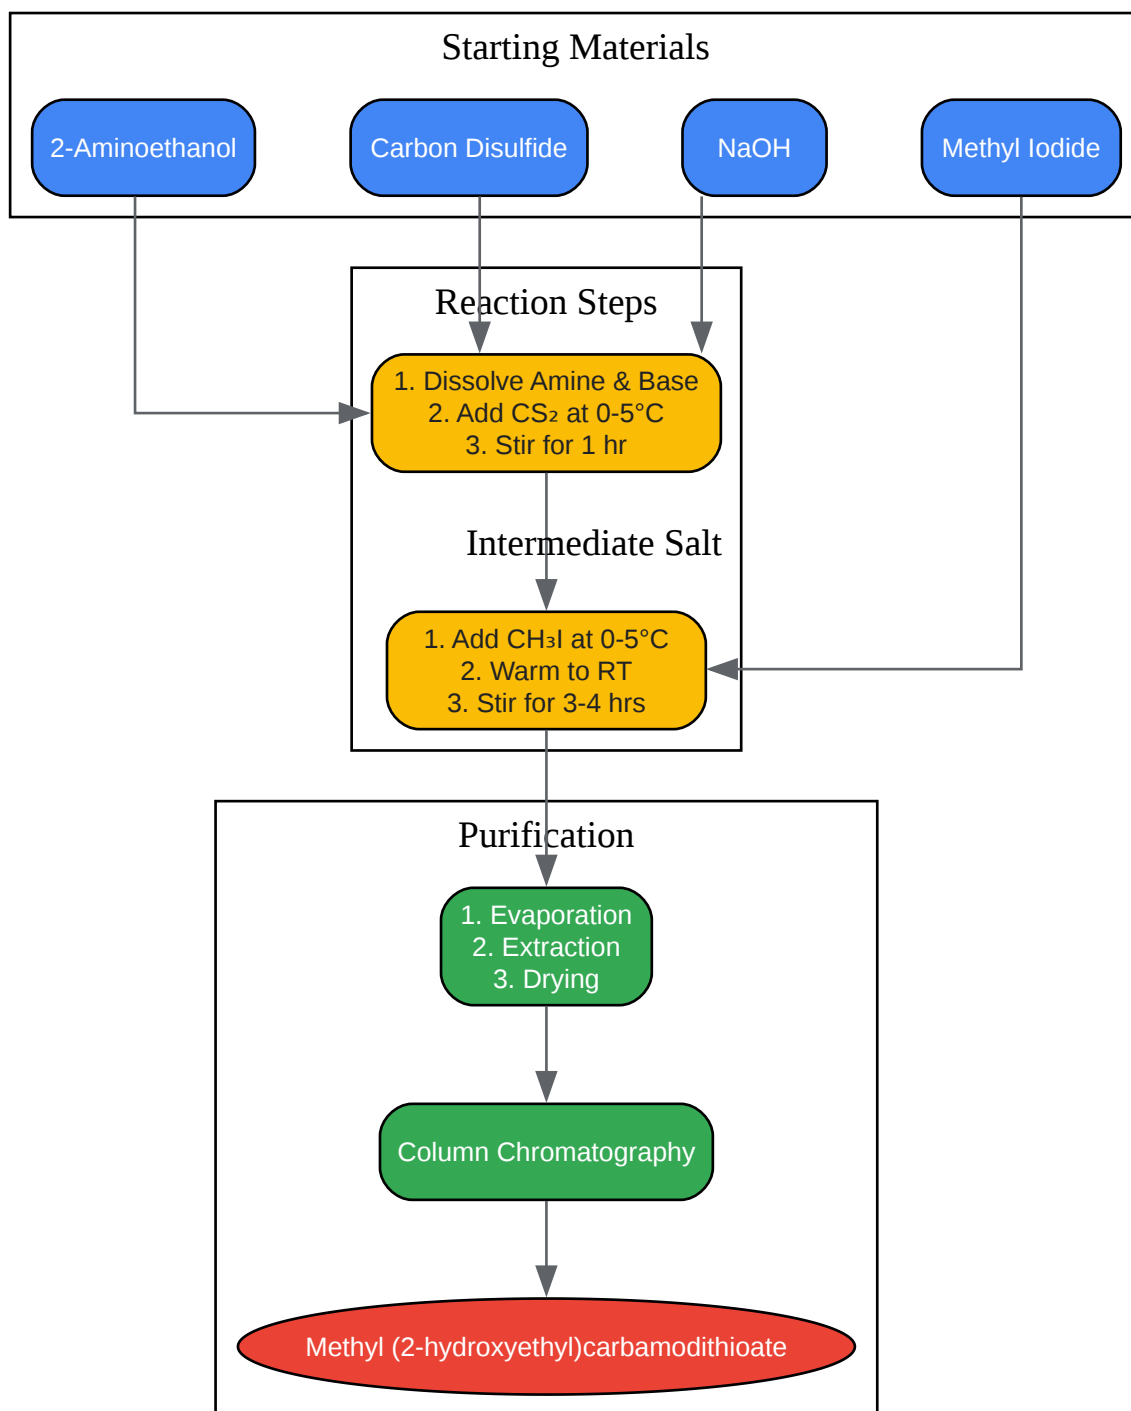 Starting Materials
2-Aminoethanol
Carbon Disulfide
NaOH
Methyl Iodide
Reaction Steps
1. Dissolve Amine & Base
2. Add CS₂ at 0-5°C
3. Stir for 1 hr
Intermediate Salt
1. Add CH₃I at 0-5°C
2. Warm to RT
3. Stir for 3-4 hrs
Purification
1. Evaporation
2. Extraction
3. Drying
Column Chromatography
Methyl (2-hydroxyethyl)carbamodithioate